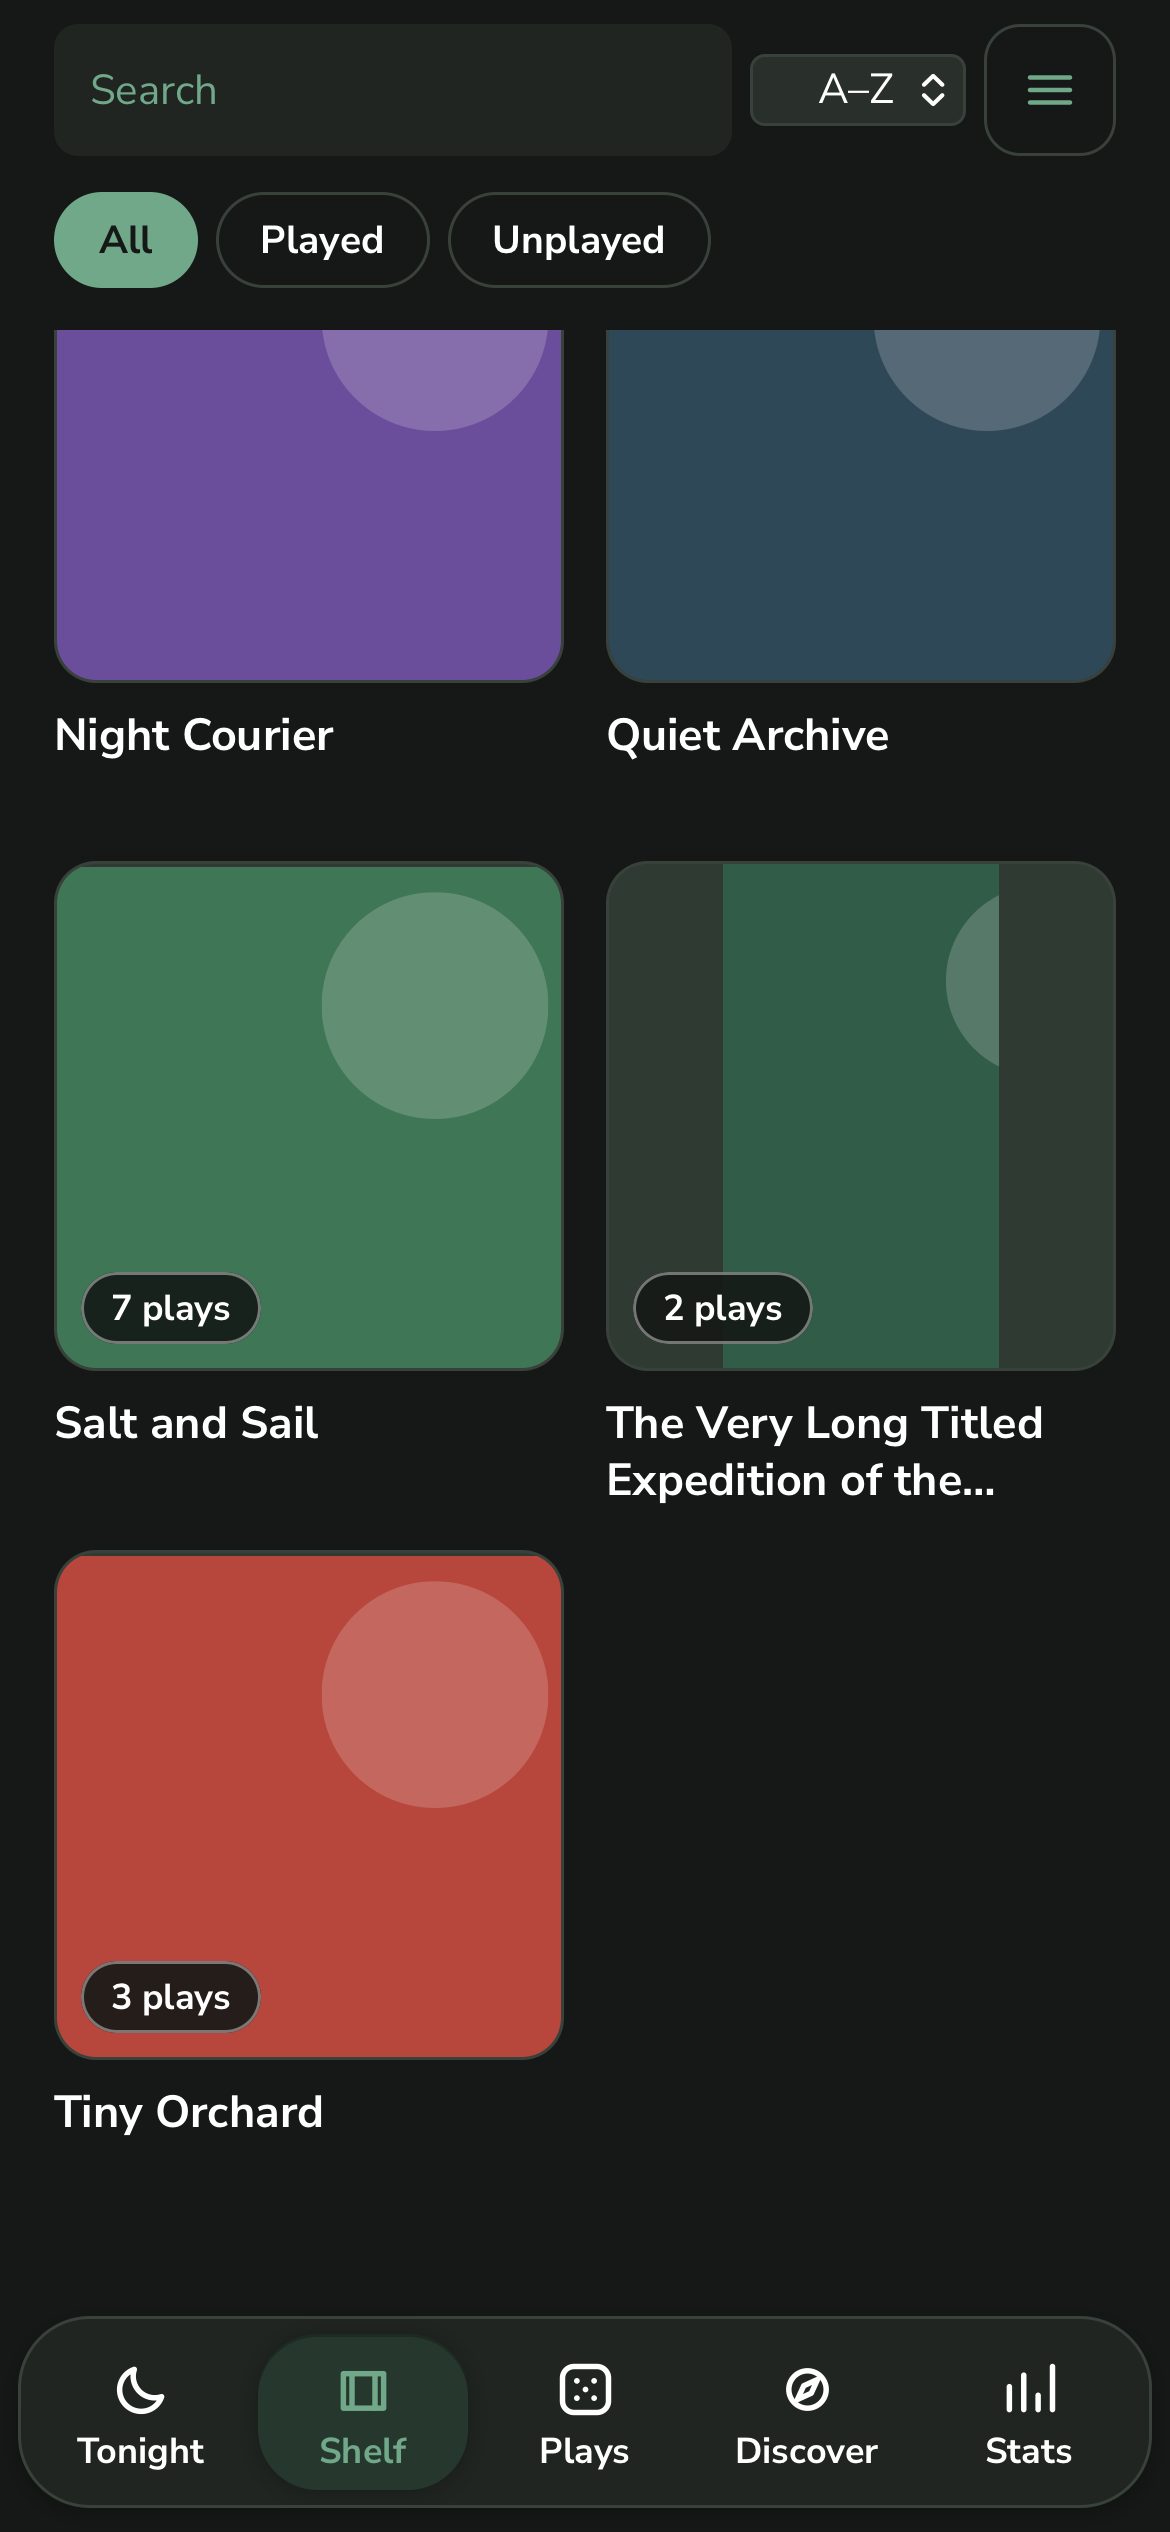 Search
A–Z
All
Played
Unplayed
Night Courier
Quiet Archive
7 plays
2 plays
Salt and Sail
The Very Long Titled
Expedition of the...
3 plays
Tiny Orchard
Tonight
Shelf
Plays
Discover
Stats